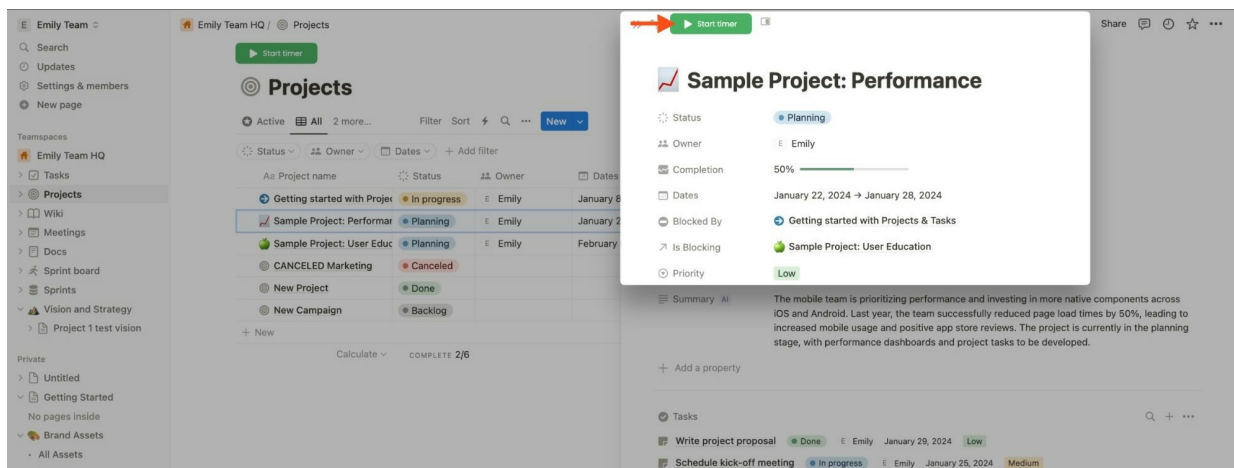 E Emily Team
Search
Updates
Settings & members
New page
Teamspaces
Emily Team HQ
Tasks
Projects
Wiki
Meetings
Docs
Sprint board
Sprints
Vision and Strategy
Project 1 test vision
Private
Untitled
Getting Started
No pages inside
Brand Assets
All Assets
Emily Team HQ / Projects
Start timer
Projects
Active All 2 more... Filter Sort New
Status Owner Dates + Add filter
Aa Project name Status Owner Dates
Getting started with Projec In progress E Emily January 8
Sample Project: Performar Planning E Emily January 2
Sample Project: User Educ Planning E Emily February
CANCELED Marketing Canceled
New Project Done
New Campaign Backlog
+ New
Calculate COMPLETE 2/6
Start timer
Share
Sample Project: Performance
Status Planning
Owner E Emily
Completion 50%
Dates January 22, 2024 → January 28, 2024
Blocked By Getting started with Projects & Tasks
Is Blocking Sample Project: User Education
Priority Low
Summary AI The mobile team is prioritizing performance and investing in more native components across
iOS and Android. Last year, the team successfully reduced page load times by 50%, leading to
increased mobile usage and positive app store reviews. The project is currently in the planning
stage, with performance dashboards and project tasks to be developed.
+ Add a property
Tasks
Write project proposal Done E Emily January 29, 2024 Low
Schedule kick-off meeting In progress E Emily January 25, 2024 Medium